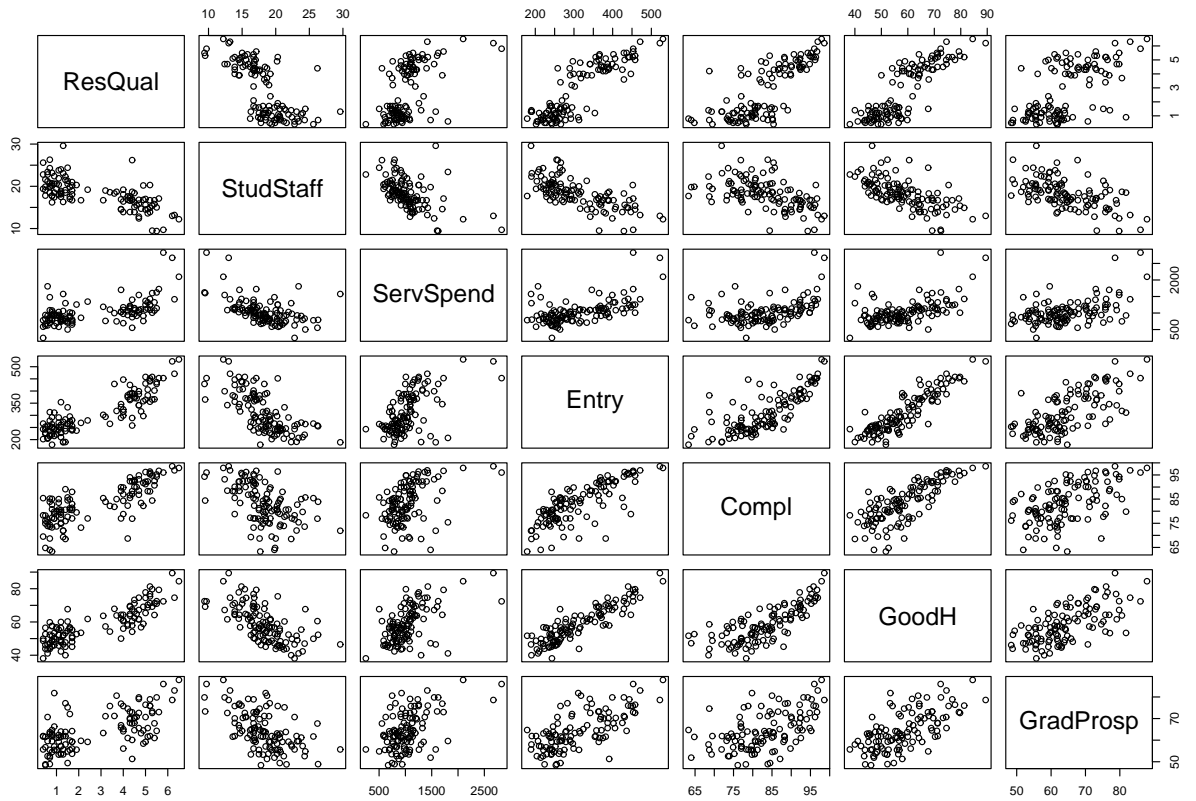 10 15 20 25 30 200 300 400 500 40 50 60 70 80 90
ResQual 1 3 5
10 20 30 StudStaff
ServSpend 500 2000
200 350 500 Entry
Compl 65 75 85 95
40 60 80 GoodH
GradProsp 50 70
1 2 3 4 5 6 500 1500 2500 65 75 85 95 50 60 70 80